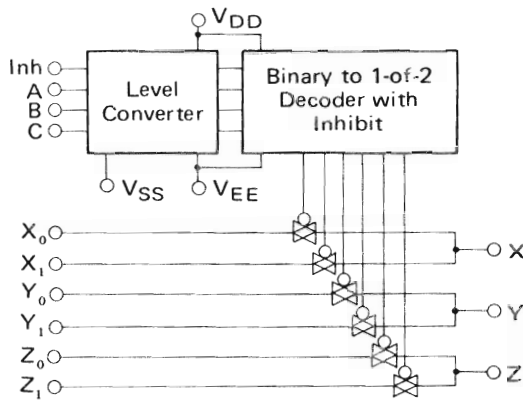 V_DD
Inh
A
B
C
Level
Converter
Binary to 1-of-2
Decoder with
Inhibit
V_SS
V_EE
X_0
X_1
X
Y_0
Y_1
Y
Z_0
Z_1
Z